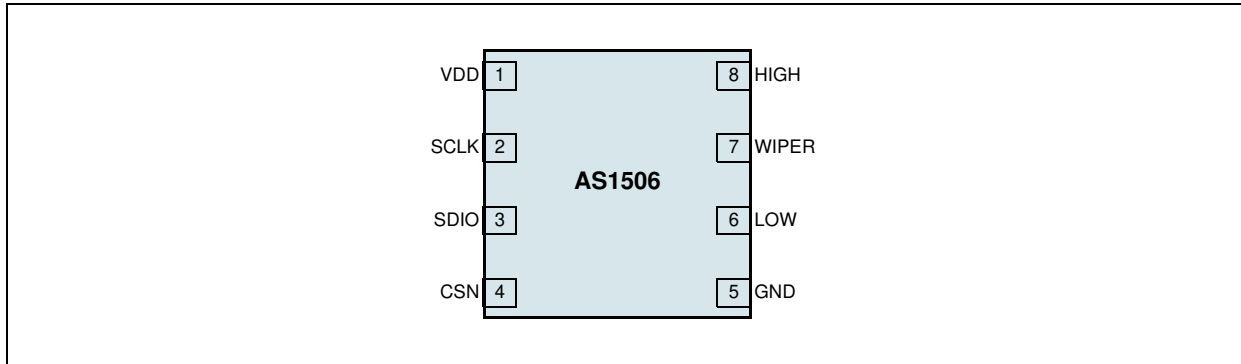 VDD 1 8 HIGH
SCLK 2 7 WIPER
AS1506
SDIO 3 6 LOW
CSN 4 5 GND